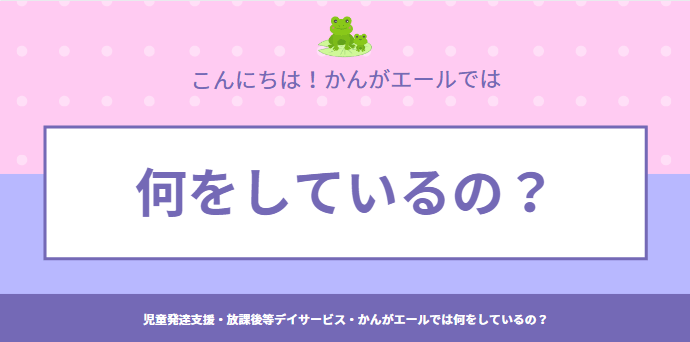 こんにちは！かんがエールでは
何をしているの？
児童発達支援・放課後等デイサービス・かんがエールでは何をしているの？